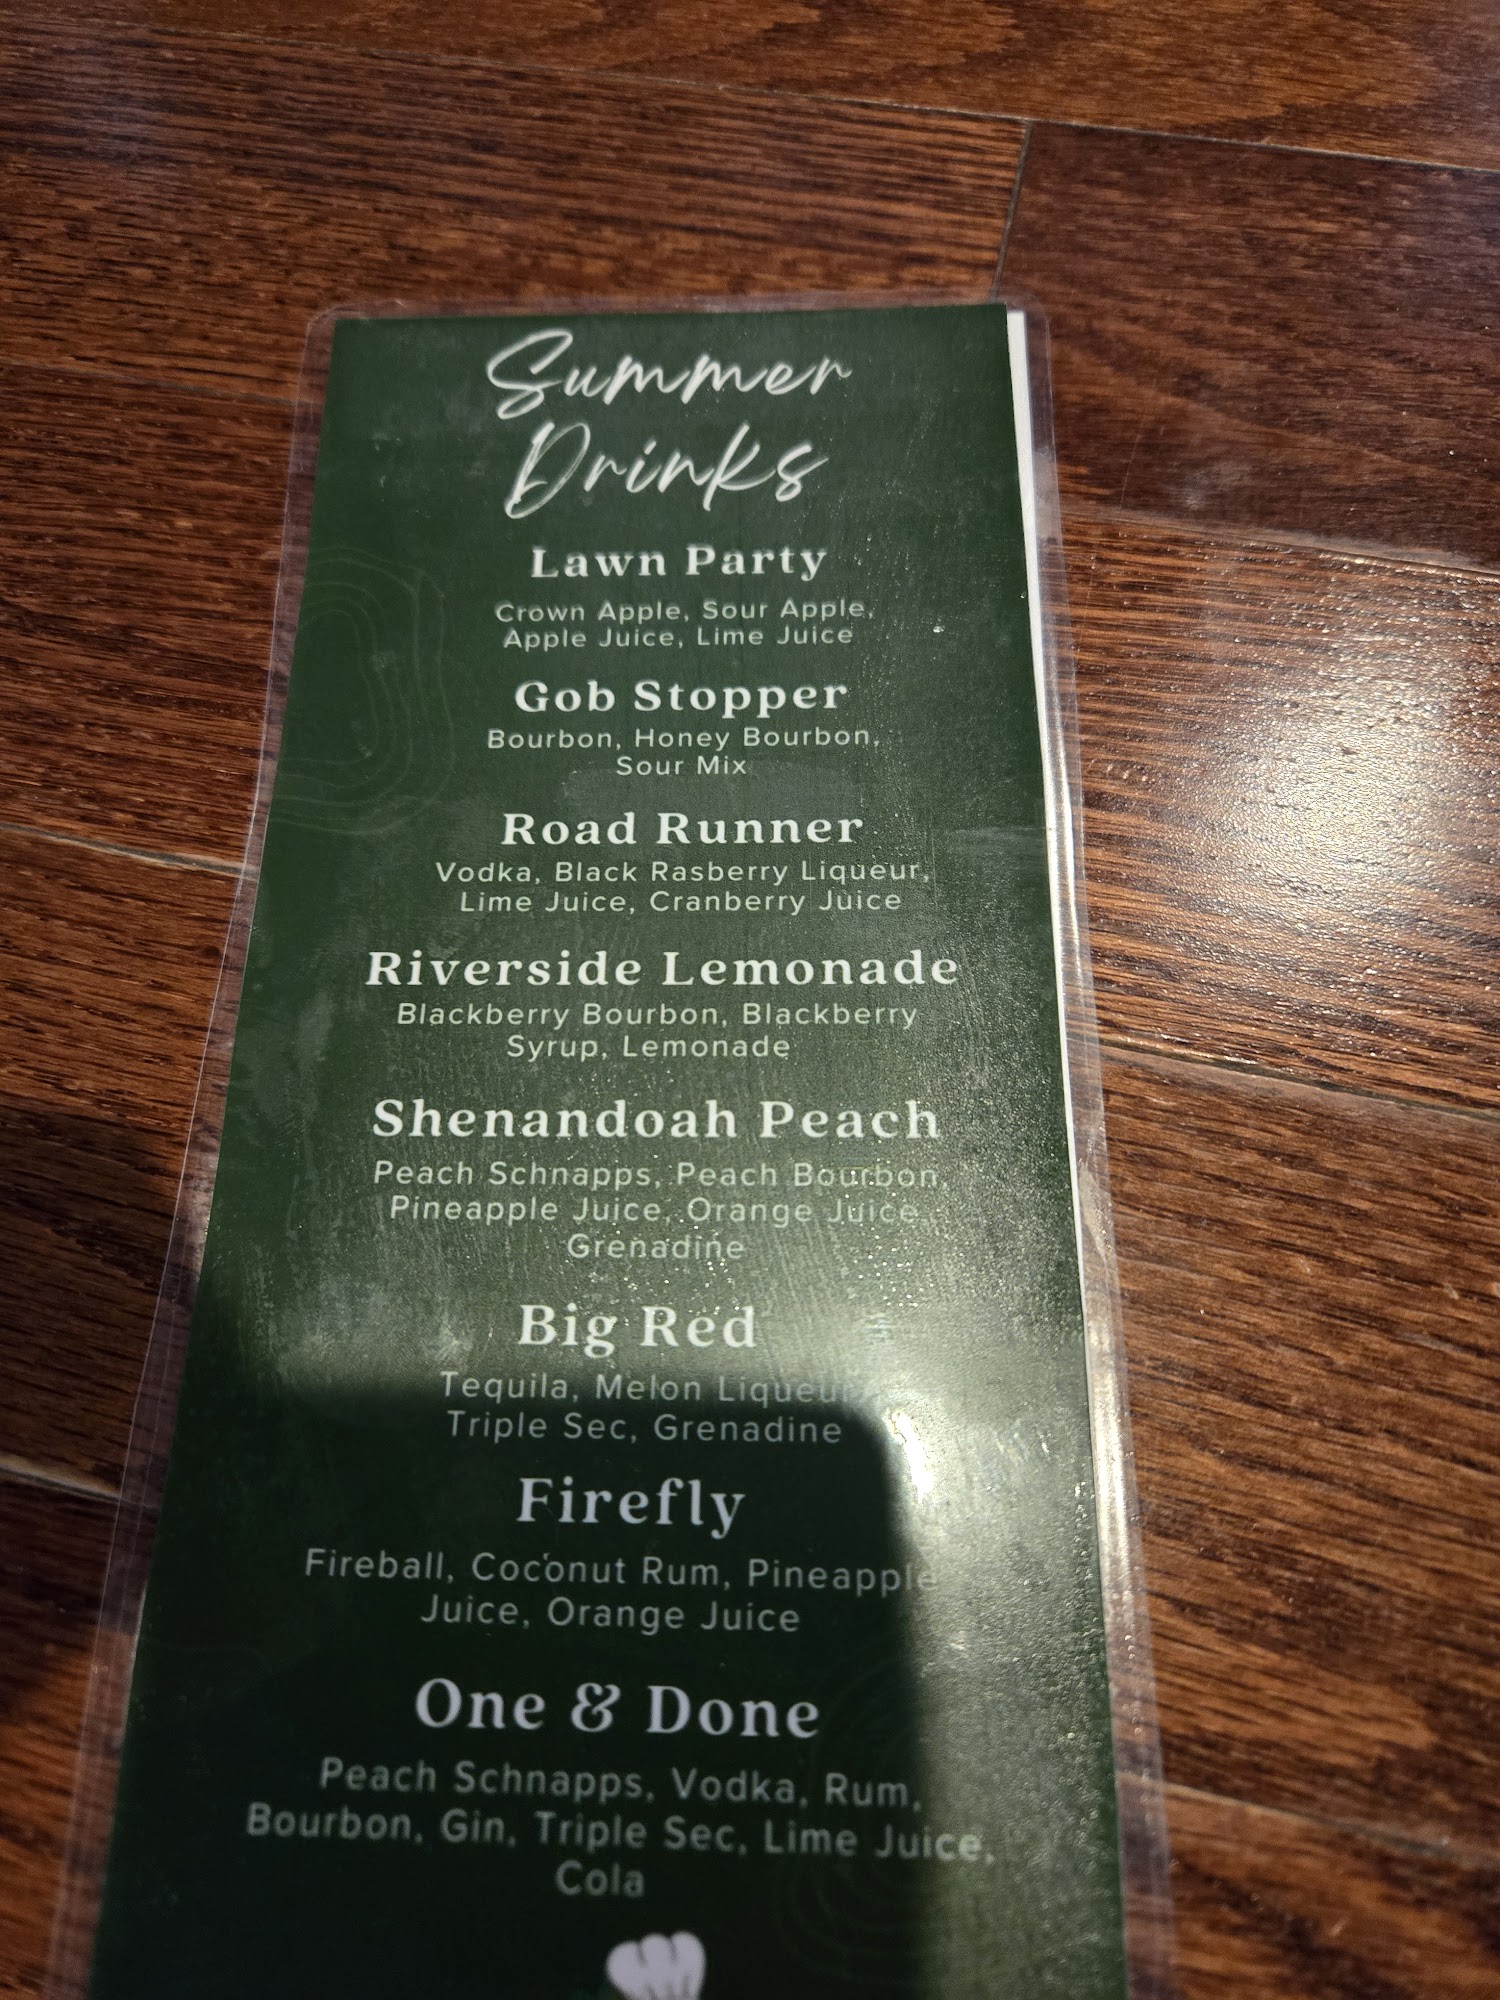 Summer
Drinks
Lawn Party
Crown Apple, Sour Apple,
Apple Juice, Lime Juice
Gob Stopper
Bourbon, Honey Bourbon,
Sour Mix
Road Runner
Vodka, Black Rasberry Liqueur,
Lime Juice, Cranberry Juice
Riverside Lemonade
Blackberry Bourbon, Blackberry
Syrup, Lemonade
Shenandoah Peach
Peach Schnapps, Peach Bourbon,
Pineapple Juice, Orange Juice,
Grenadine
Big Red
Tequila, Melon Liqueur,
Triple Sec, Grenadine
Firefly
Fireball, Coconut Rum, Pineapple
Juice, Orange Juice
One & Done
Peach Schnapps, Vodka, Rum,
Bourbon, Gin, Triple Sec, Lime Juice,
Cola